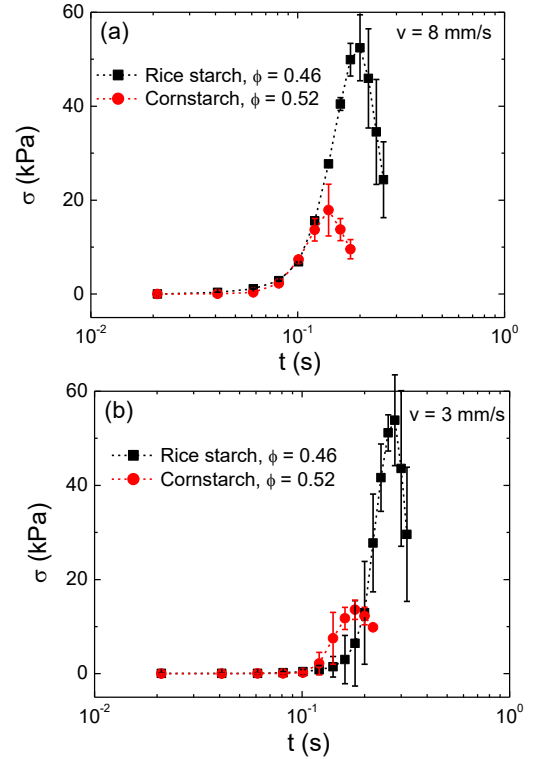 (a)
v = 8 mm/s
Rice starch, ϕ = 0.46
Cornstarch, ϕ = 0.52
60
40
20
0
σ (kPa)
10⁻² 10⁻¹ 10⁰
t (s)
(b)
v = 3 mm/s
Rice starch, ϕ = 0.46
Cornstarch, ϕ = 0.52
60
40
20
0
σ (kPa)
10⁻² 10⁻¹ 10⁰
t (s)